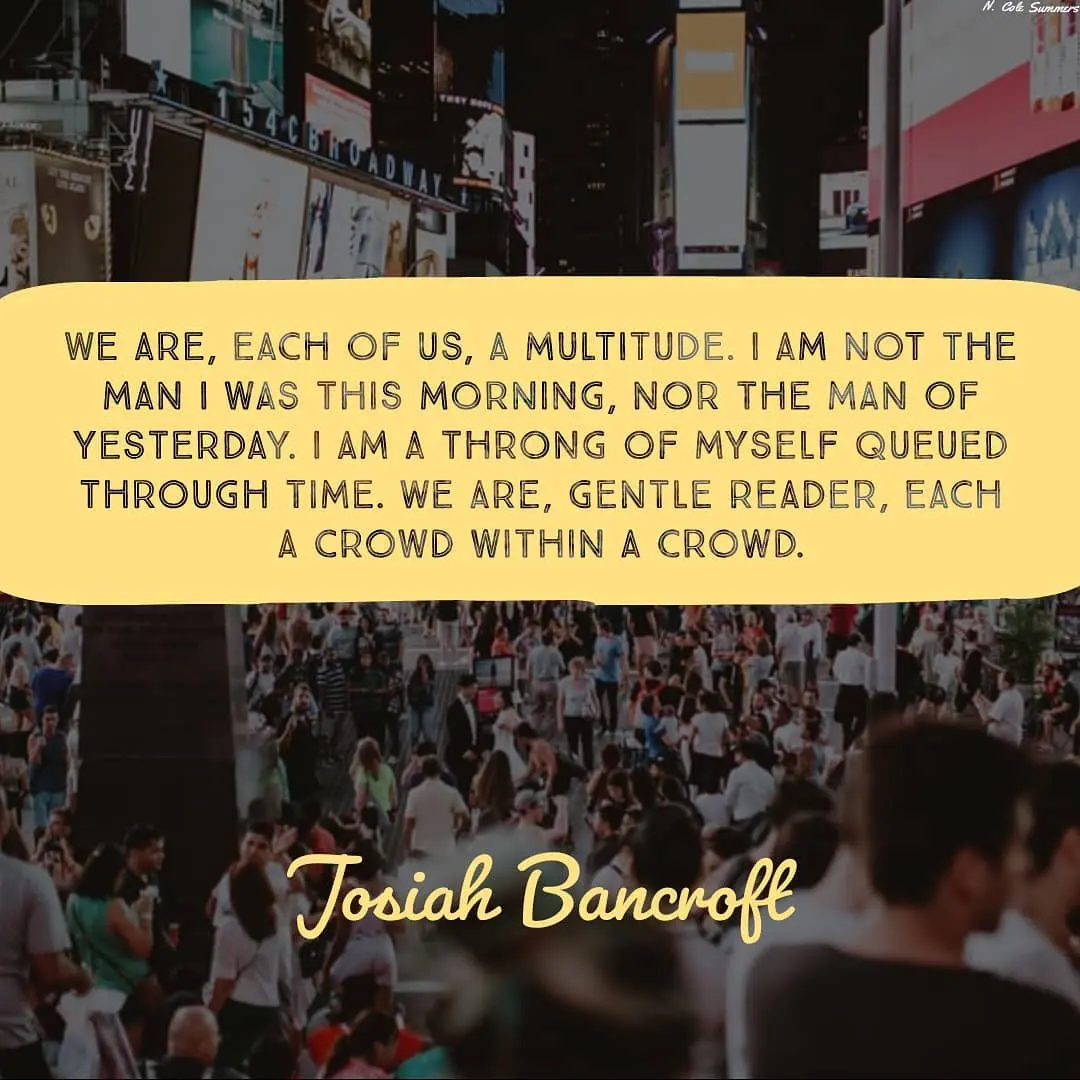 N. Cole Summers
1540 BROADWAY
WE ARE, EACH OF US, A MULTITUDE. I AM NOT THE
MAN I WAS THIS MORNING, NOR THE MAN OF
YESTERDAY. I AM A THRONG OF MYSELF QUEUED
THROUGH TIME. WE ARE, GENTLE READER, EACH
A CROWD WITHIN A CROWD.
Josiah Bancroft